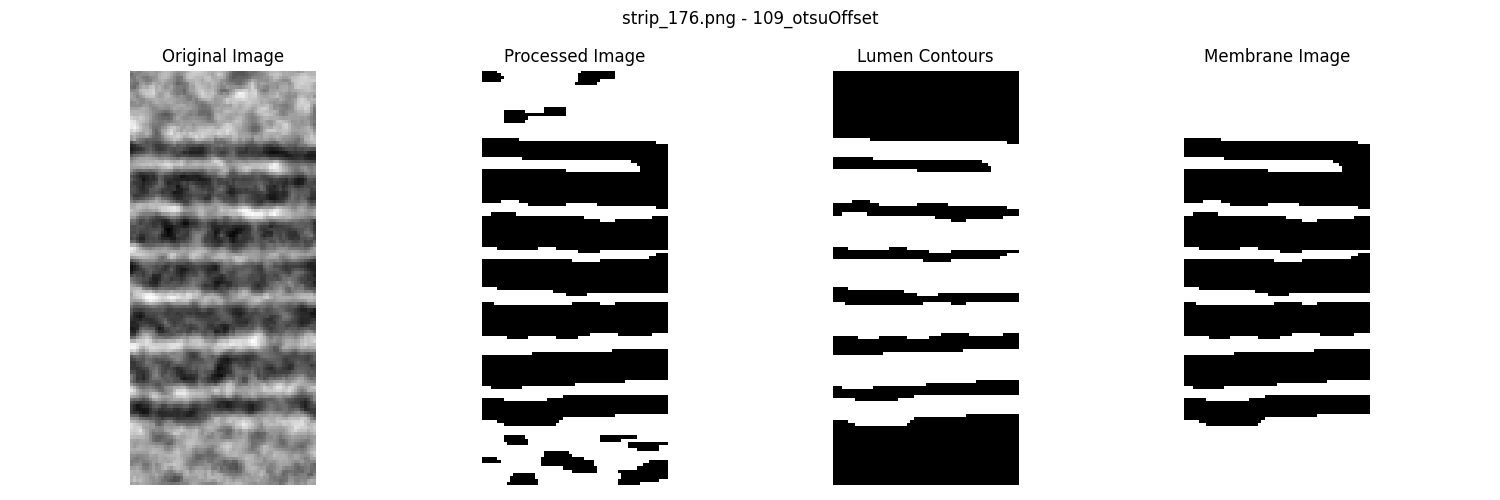 strip_176.png - 109_otsuOffset
Original Image
Processed Image
Lumen Contours
Membrane Image